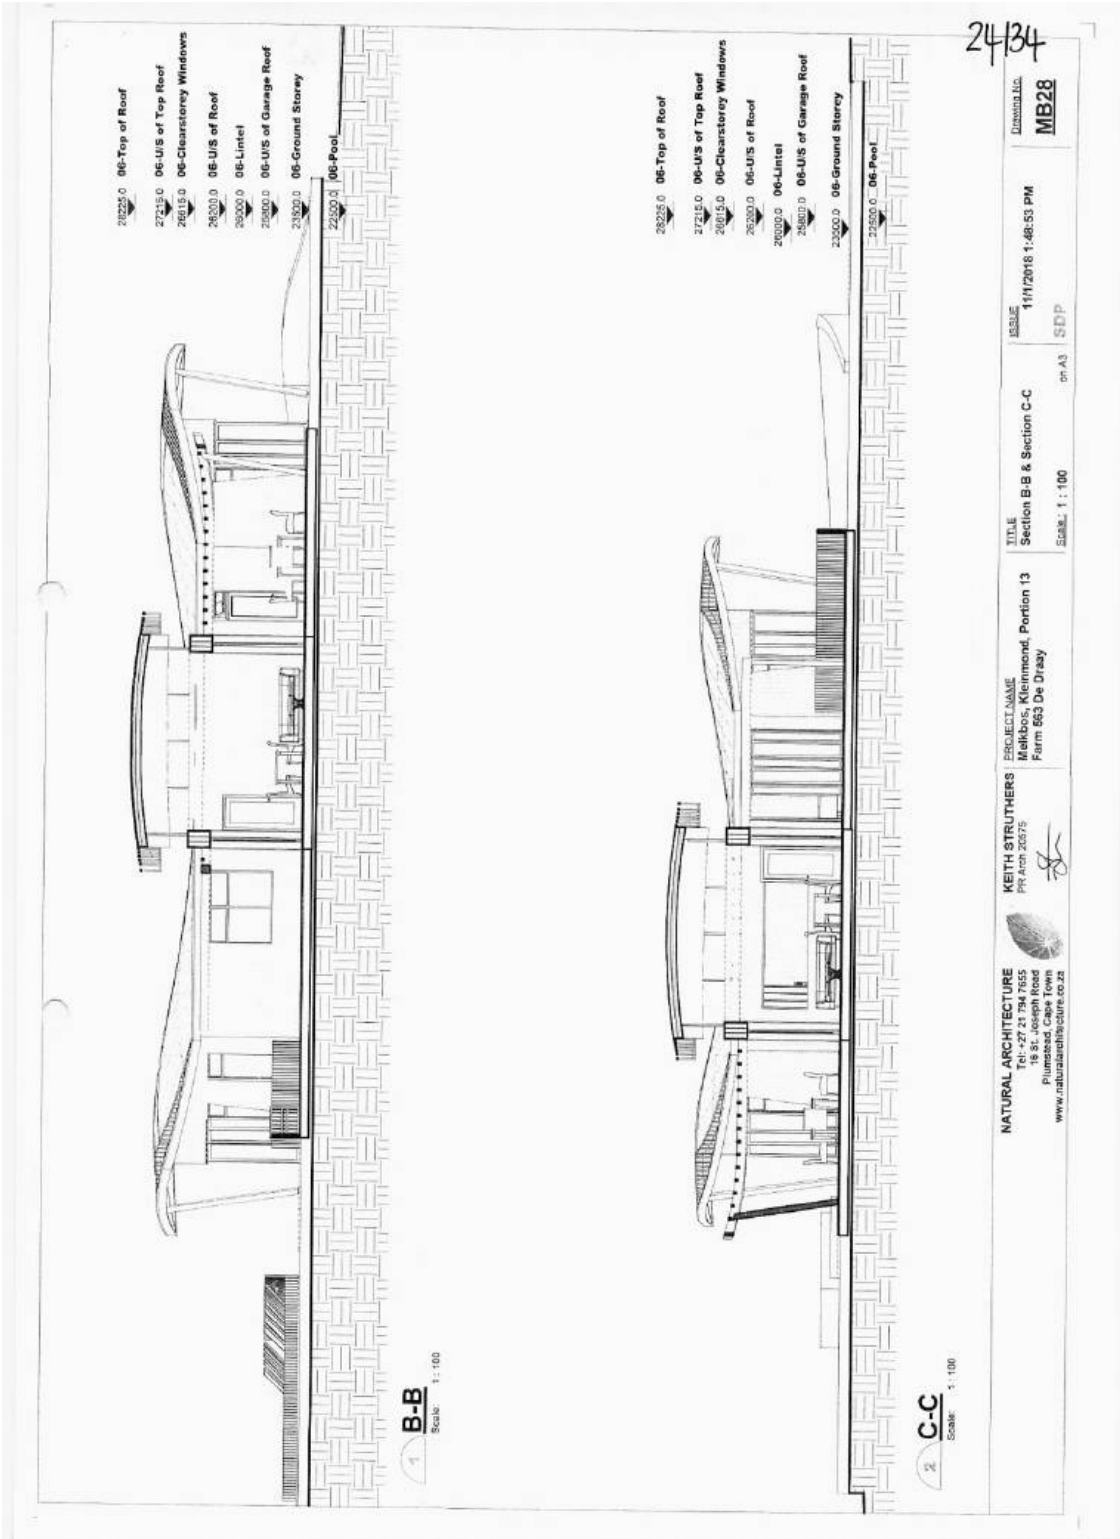 24/34
28225.0 06-Top of Roof
27215.0 06-U/S of Top Roof
26615.0 06-Clearstorey Windows
26200.0 06-U/S of Roof
26000.0 06-Lintel
25800.0 06-U/S of Garage Roof
23500.0 06-Ground Storey
22500.0 06-Pool
1
B-B
Scale: 1 : 100
28225.0 06-Top of Roof
27215.0 06-U/S of Top Roof
26615.0 06-Clearstorey Windows
26200.0 06-U/S of Roof
26000.0 06-Lintel
25800.0 06-U/S of Garage Roof
23500.0 06-Ground Storey
22500.0 06-Pool
2
C-C
Scale: 1 : 100
NATURAL ARCHITECTURE
Tel: +27 21 794 7655
16 St. Joseph Road
Plumstead, Cape Town
www.naturalarchitecture.co.za
KEITH STRUTHERS
PR Arch 20575
PROJECT NAME
Melkbos, Kleinmond, Portion 13
Farm 563 De Draay
TITLE
Section B-B & Section C-C
Scale: 1 : 100
on A3
ISSUE
11/1/2018 1:48:53 PM
SDP
Drawing No.
MB28